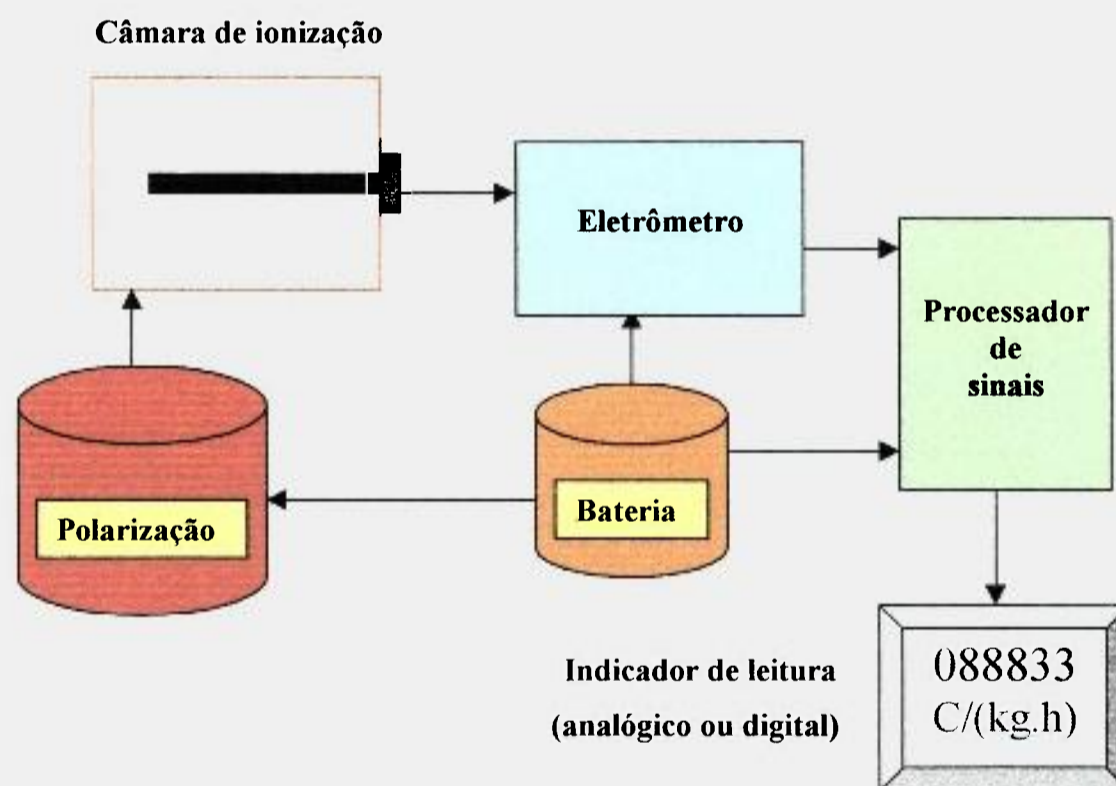 Câmara de ionização
Eletrômetro
Processador
de
sinais
Polarização
Bateria
Indicador de leitura
(analógico ou digital)
088833
C/(kg.h)